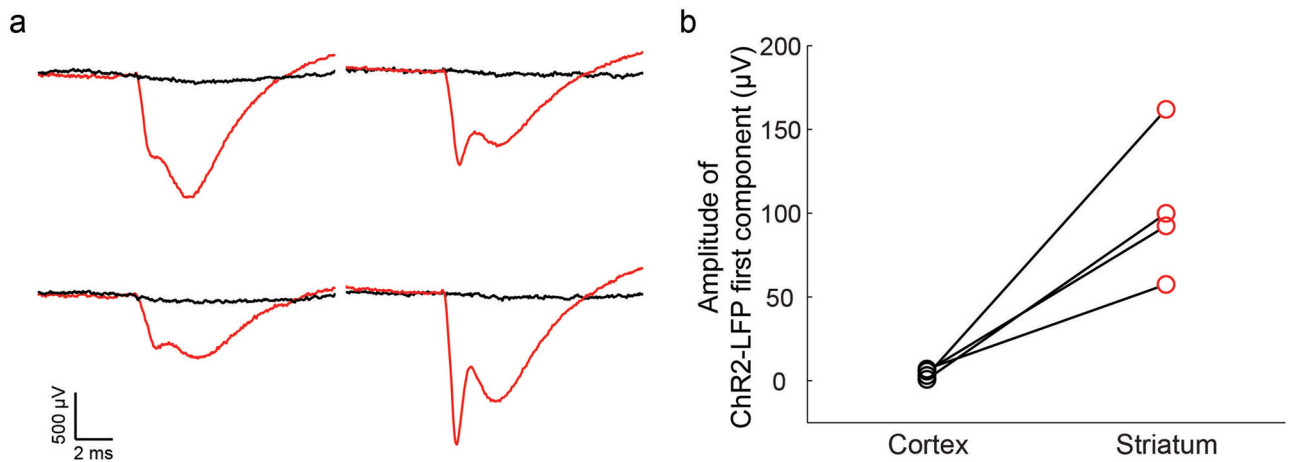 a
500 µV
2 ms
b
Amplitude of
ChR2-LFP first component (µV)
200
150
100
50
0
Cortex
Striatum